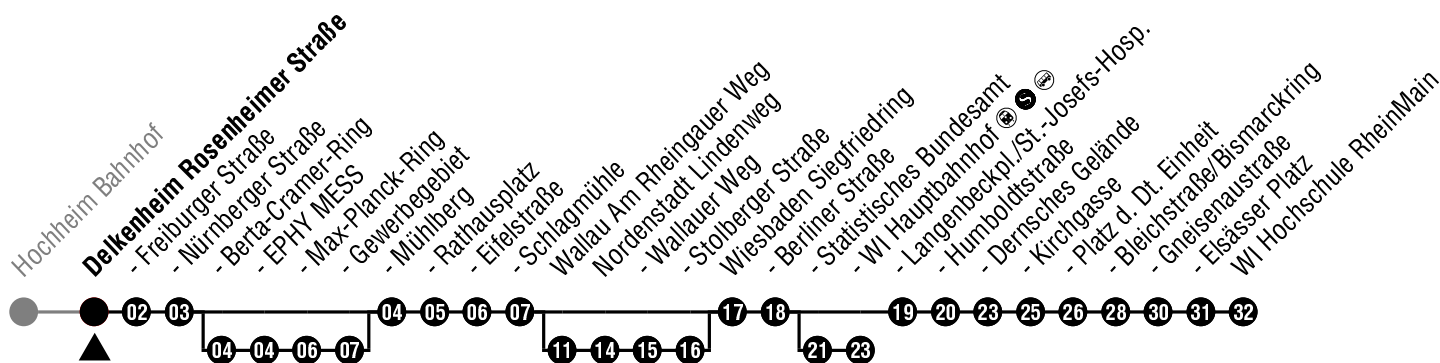 Hochheim Bahnhof
Delkenheim Rosenheimer Straße
- Freiburger Straße
- Nürnberger Straße
- Berta-Cramer-Ring
- EPHY MESS
- Max-Planck-Ring
- Gewerbegebiet
- Mühlberg
- Rathausplatz
- Eifelstraße
- Schlagmühle
Wallau Am Rheingauer Weg
Nordenstadt Lindenweg
- Wallauer Weg
- Stolberger Straße
Wiesbaden Siegfriedring
- Berliner Straße
- Statistisches Bundesamt
- WI Hauptbahnhof S
- Langenbeckpl./St.-Josefs-Hosp.
- Humboldtstraße
- Dernsches Gelände
- Kirchgasse
- Platz d. Dt. Einheit
- Bleichstraße/Bismarckring
- Gneisenaustraße
- Elsässer Platz
WI Hochschule RheinMain
02 03 04 05 06 07 17 18 19 20 23 25 26 28 30 31 32
04 04 06 07 11 14 15 16 21 23